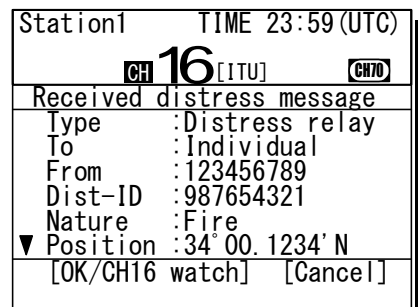 Station1 TIME 23:59(UTC)
CH 16 [ITU] CH70
Received distress message
Type :Distress relay
To :Individual
From :123456789
Dist-ID :987654321
Nature :Fire
▼ Position :34°00.1234'N
[OK/CH16 watch] [Cancel]